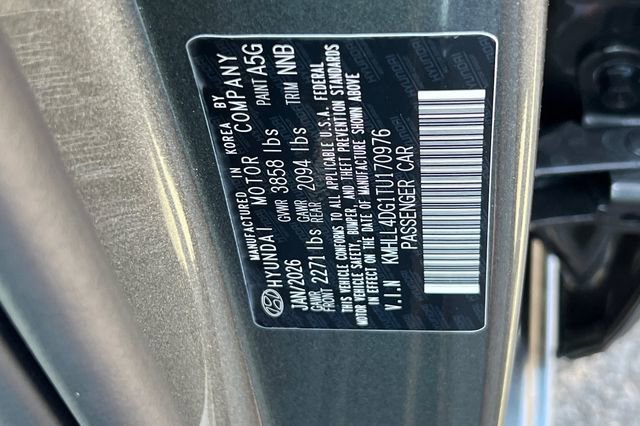 MANUFACTURED IN KOREA BY
HYUNDAI MOTOR COMPANY
JAN/2026 GVWR 3858 lbs PAINT A5G
GAWR FRONT 2271 lbs GAWR REAR 2094 lbs TRIM NNB
THIS VEHICLE CONFORMS TO ALL APPLICABLE U.S.A. FEDERAL
MOTOR VEHICLE SAFETY, BUMPER, AND THEFT PREVENTION STANDARDS
IN EFFECT ON THE DATE OF MANUFACTURE SHOWN ABOVE
V.I.N KMHLL4DG1TU170976
PASSENGER CAR